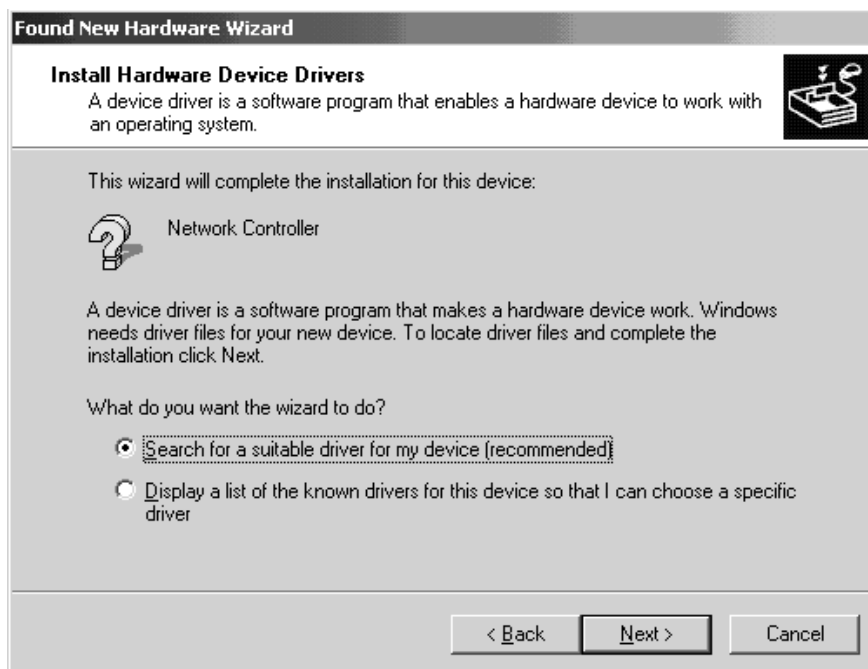 Found New Hardware Wizard
Install Hardware Device Drivers
A device driver is a software program that enables a hardware device to work with
an operating system.
This wizard will complete the installation for this device:
Network Controller
A device driver is a software program that makes a hardware device work. Windows
needs driver files for your new device. To locate driver files and complete the
installation click Next.
What do you want the wizard to do?
Search for a suitable driver for my device (recommended)
Display a list of the known drivers for this device so that I can choose a specific
driver
< Back Next > Cancel